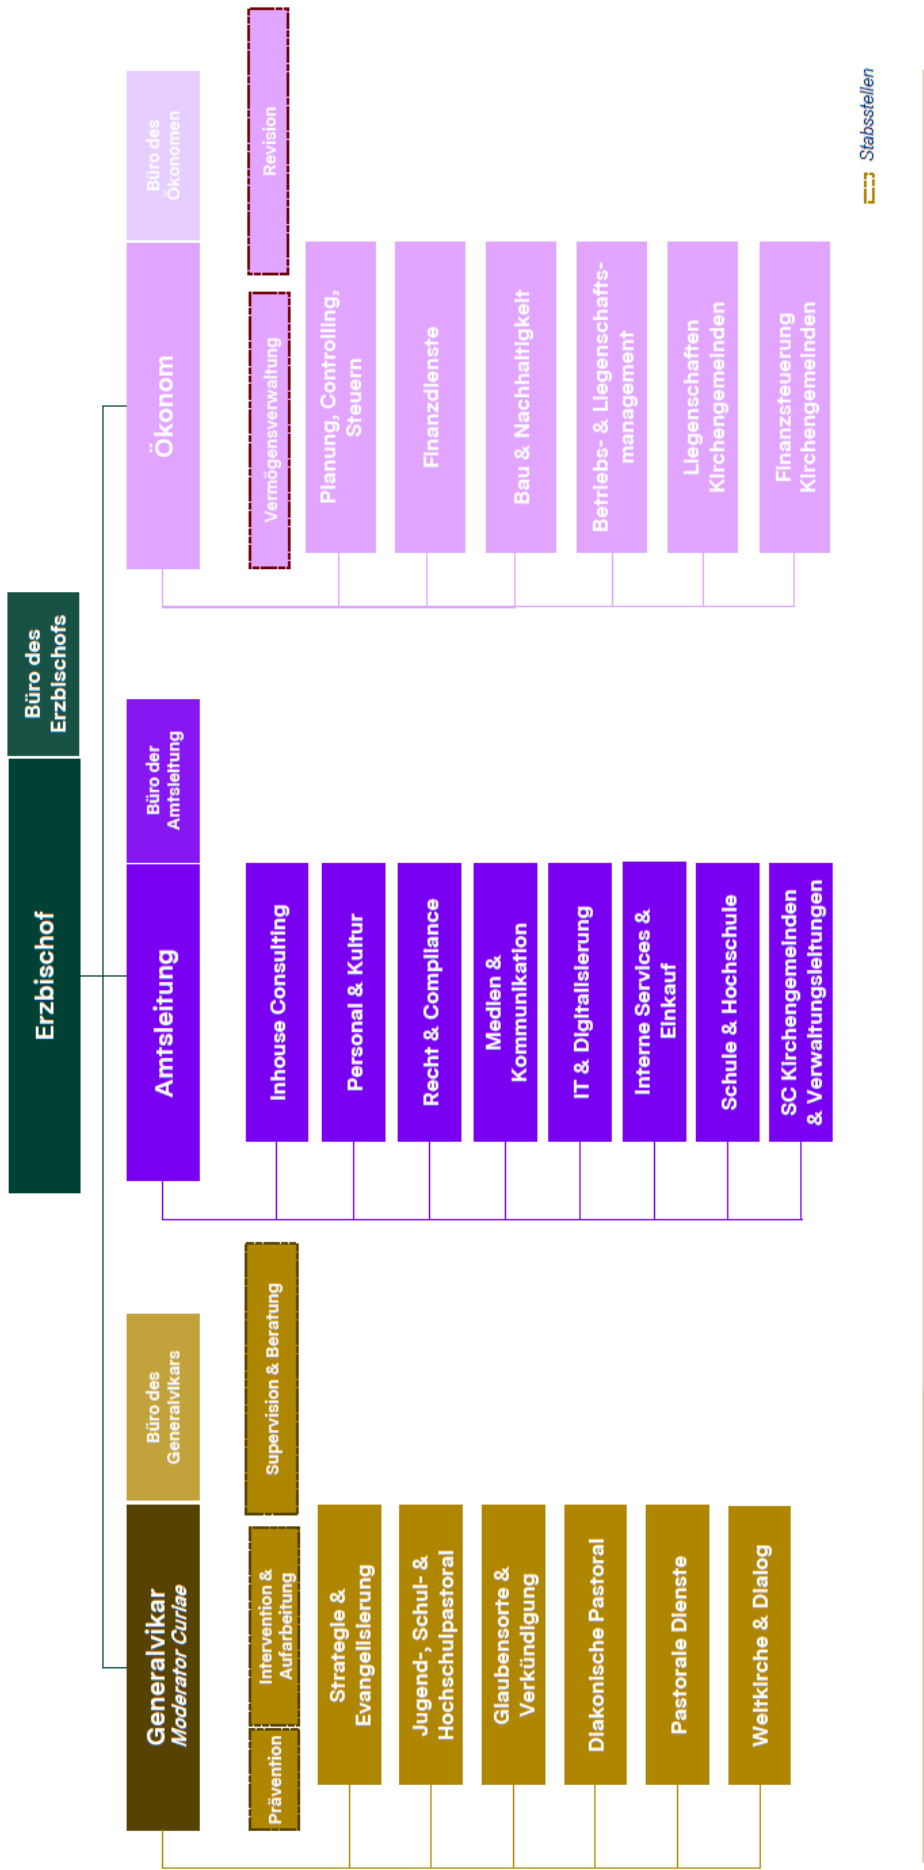 Erzbischof
Büro des
Erzbischofs
Generalvikar
Moderator Curiae
Büro des
Generalvikars
Prävention
Intervention &
Aufarbeitung
Supervision & Beratung
Strategie &
Evangelisierung
Jugend-, Schul- &
Hochschulpastoral
Glaubensorte &
Verkündigung
Diakonische Pastoral
Pastorale Dienste
Weltkirche & Dialog
Amtsleitung
Büro der
Amtsleitung
Inhouse Consulting
Personal & Kultur
Recht & Compliance
Medien &
Kommunikation
IT & Digitalisierung
Interne Services &
Einkauf
Schule & Hochschule
SC Kirchengemeinden
& Verwaltungsleitungen
Ökonom
Büro des
Ökonomen
Vermögensverwaltung
Revision
Planung, Controlling,
Steuern
Finanzdienste
Bau & Nachhaltigkeit
Betriebs- & Liegenschafts-
management
Liegenschaften
Kirchengemeinden
Finanzsteuerung
Kirchengemeinden
Stabsstellen